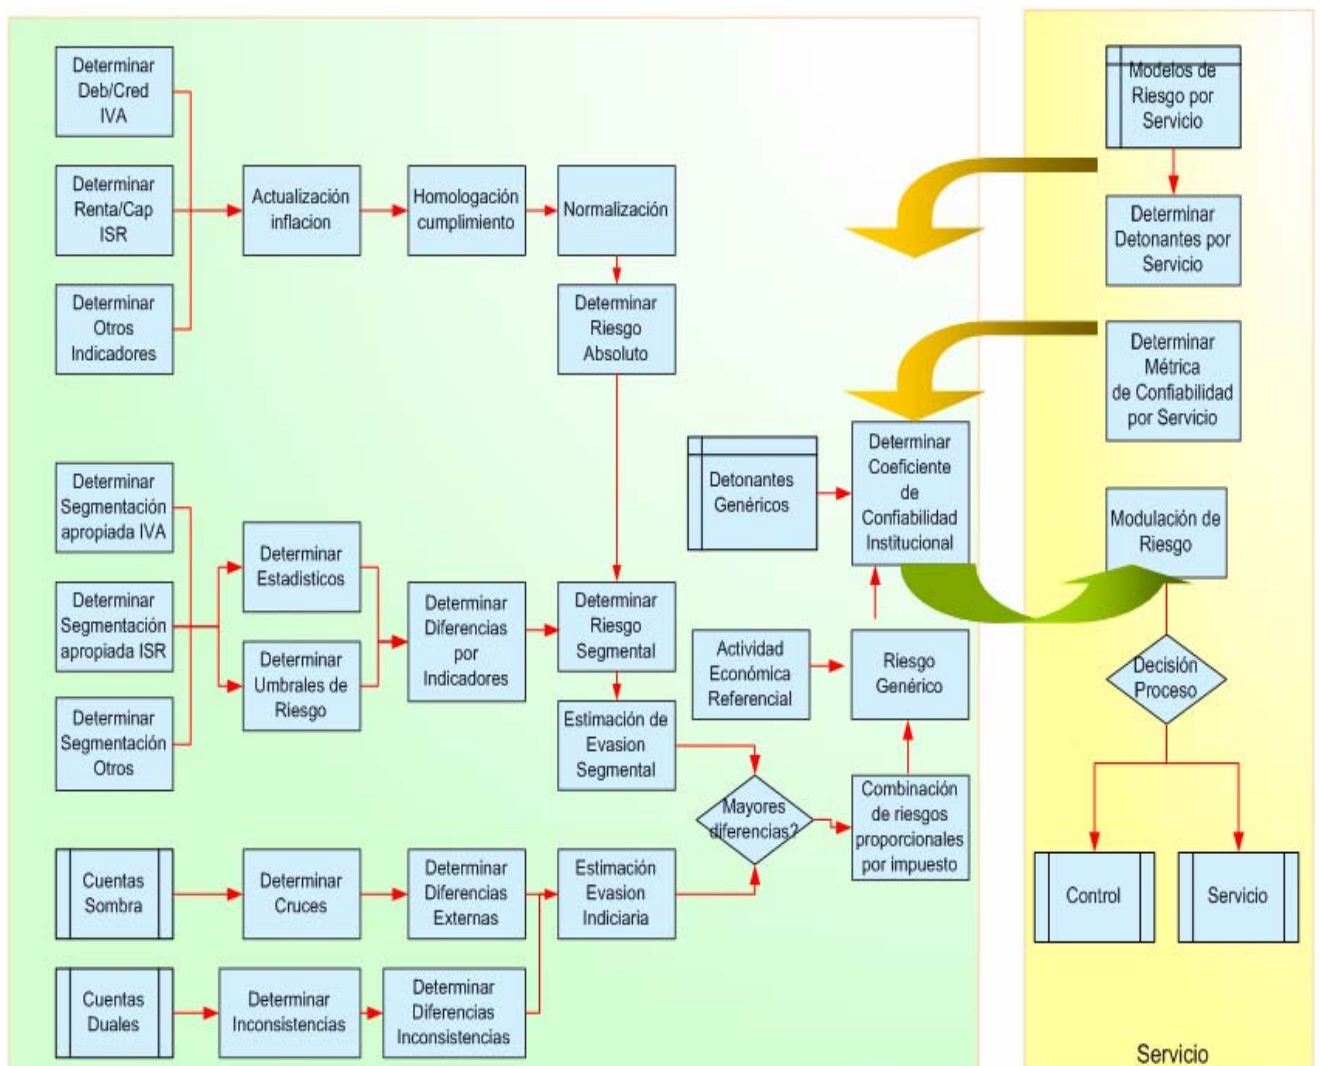 Determinar
Deb/Cred
IVA
Determinar
Renta/Cap
ISR
Determinar
Otros
Indicadores
Actualización
inflacion
Homologación
cumplimiento
Normalización
Determinar
Riesgo
Absoluto
Determinar
Segmentación
apropiada IVA
Determinar
Segmentación
apropiada ISR
Determinar
Segmentación
Otros
Determinar
Estadisticos
Determinar
Umbrales de
Riesgo
Determinar
Diferencias
por
Indicadores
Determinar
Riesgo
Segmental
Estimación de
Evasion
Segmental
Cuentas
Sombra
Determinar
Cruces
Determinar
Diferencias
Externas
Estimación
Evasion
Indiciaria
Cuentas
Duales
Determinar
Inconsistencias
Determinar
Diferencias
Inconsistencias
Mayores
diferencias?
Combinación
de riesgos
proporcionales
por impuesto
Actividad
Económica
Referencial
Riesgo
Genérico
Detonantes
Genéricos
Determinar
Coeficiente
de
Confiabilidad
Institucional
Modelos de
Riesgo por
Servicio
Determinar
Detonantes por
Servicio
Determinar
Métrica
de Confiabilidad
por Servicio
Modulación de
Riesgo
Decisión
Proceso
Control
Servicio
Servicio